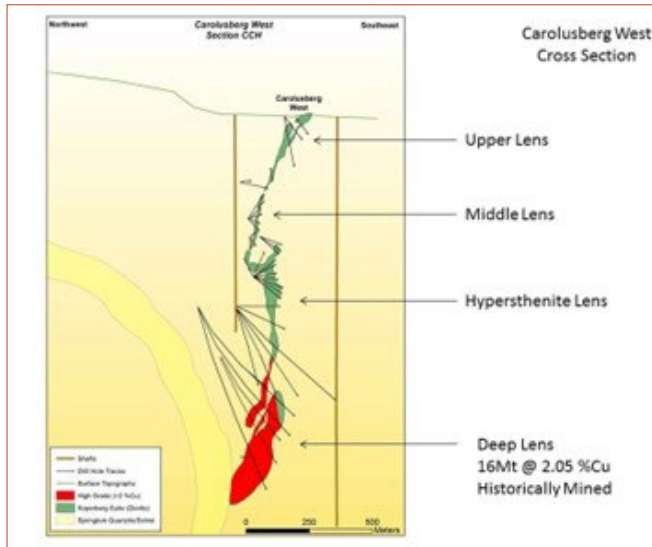 Northwest
Carolusberg West
Section CCH
Southeast
Carolusberg West
Cross Section
Carolusberg
West
Upper Lens
Middle Lens
Hypersthenite Lens
Deep Lens
16Mt @ 2.05 %Cu
Historically Mined
Shafts
Drill Hole Traces
Surface Topography
High Grade (>2 %Cu)
Koperberg Suite (Diorite)
Springbok Quartzite/Schist
0 250 500
Meters